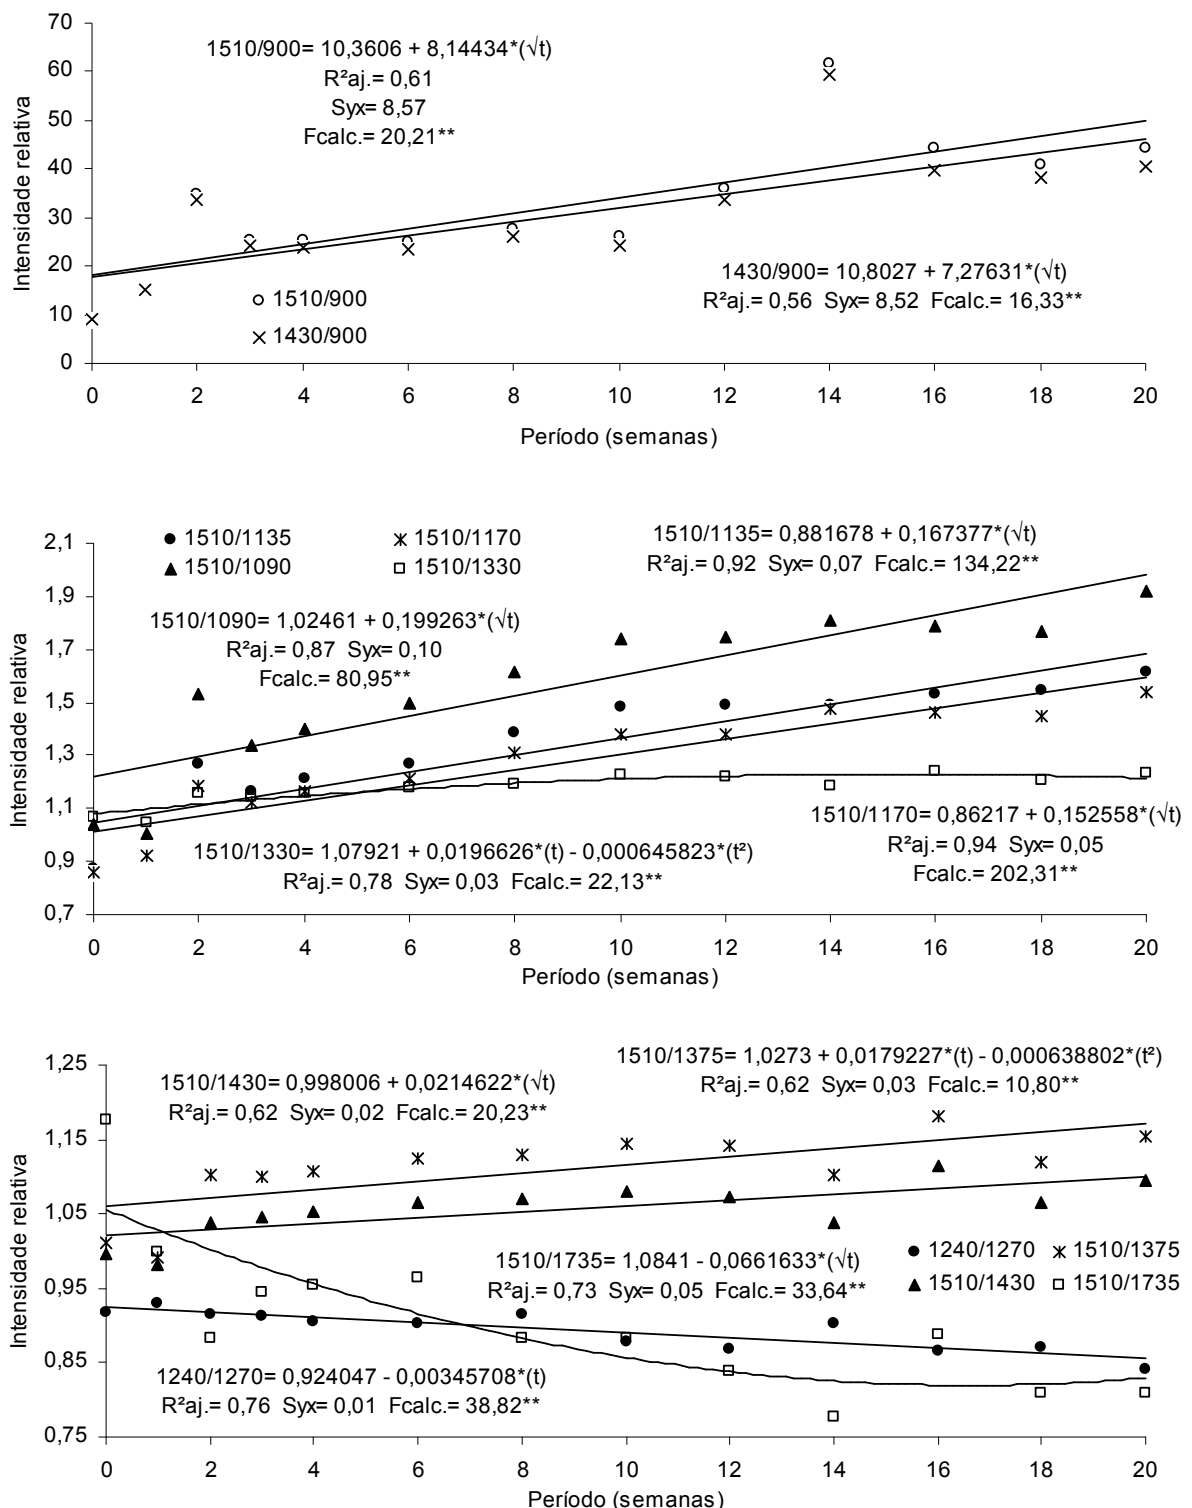 70
60
50
40
30
20
10
0
Intensidade relativa
1510/900= 10,3606 + 8,14434*(√t)
R²aj.= 0,61
Syx= 8,57
Fcalc.= 20,21**
1430/900= 10,8027 + 7,27631*(√t)
R²aj.= 0,56 Syx= 8,52 Fcalc.= 16,33**
1510/900
1430/900
0 2 4 6 8 10 12 14 16 18 20
Período (semanas)
2,1
1,9
1,7
1,5
1,3
1,1
0,9
0,7
Intensidade relativa
1510/1135 1510/1170
1510/1090 1510/1330
1510/1135= 0,881678 + 0,167377*(√t)
R²aj.= 0,92 Syx= 0,07 Fcalc.= 134,22**
1510/1090= 1,02461 + 0,199263*(√t)
R²aj.= 0,87 Syx= 0,10
Fcalc.= 80,95**
1510/1170= 0,86217 + 0,152558*(√t)
R²aj.= 0,94 Syx= 0,05
Fcalc.= 202,31**
1510/1330= 1,07921 + 0,0196626*(t) - 0,000645823*(t²)
R²aj.= 0,78 Syx= 0,03 Fcalc.= 22,13**
0 2 4 6 8 10 12 14 16 18 20
Período (semanas)
1,25
1,15
1,05
0,95
0,85
0,75
Intensidade relativa
1510/1375= 1,0273 + 0,0179227*(t) - 0,000638802*(t²)
R²aj.= 0,62 Syx= 0,03 Fcalc.= 10,80**
1510/1430= 0,998006 + 0,0214622*(√t)
R²aj.= 0,62 Syx= 0,02 Fcalc.= 20,23**
1510/1735= 1,0841 - 0,0661633*(√t)
R²aj.= 0,73 Syx= 0,05 Fcalc.= 33,64**
1240/1270 1510/1375
1510/1430 1510/1735
1240/1270= 0,924047 - 0,00345708*(t)
R²aj.= 0,76 Syx= 0,01 Fcalc.= 38,82**
0 2 4 6 8 10 12 14 16 18 20
Período (semanas)